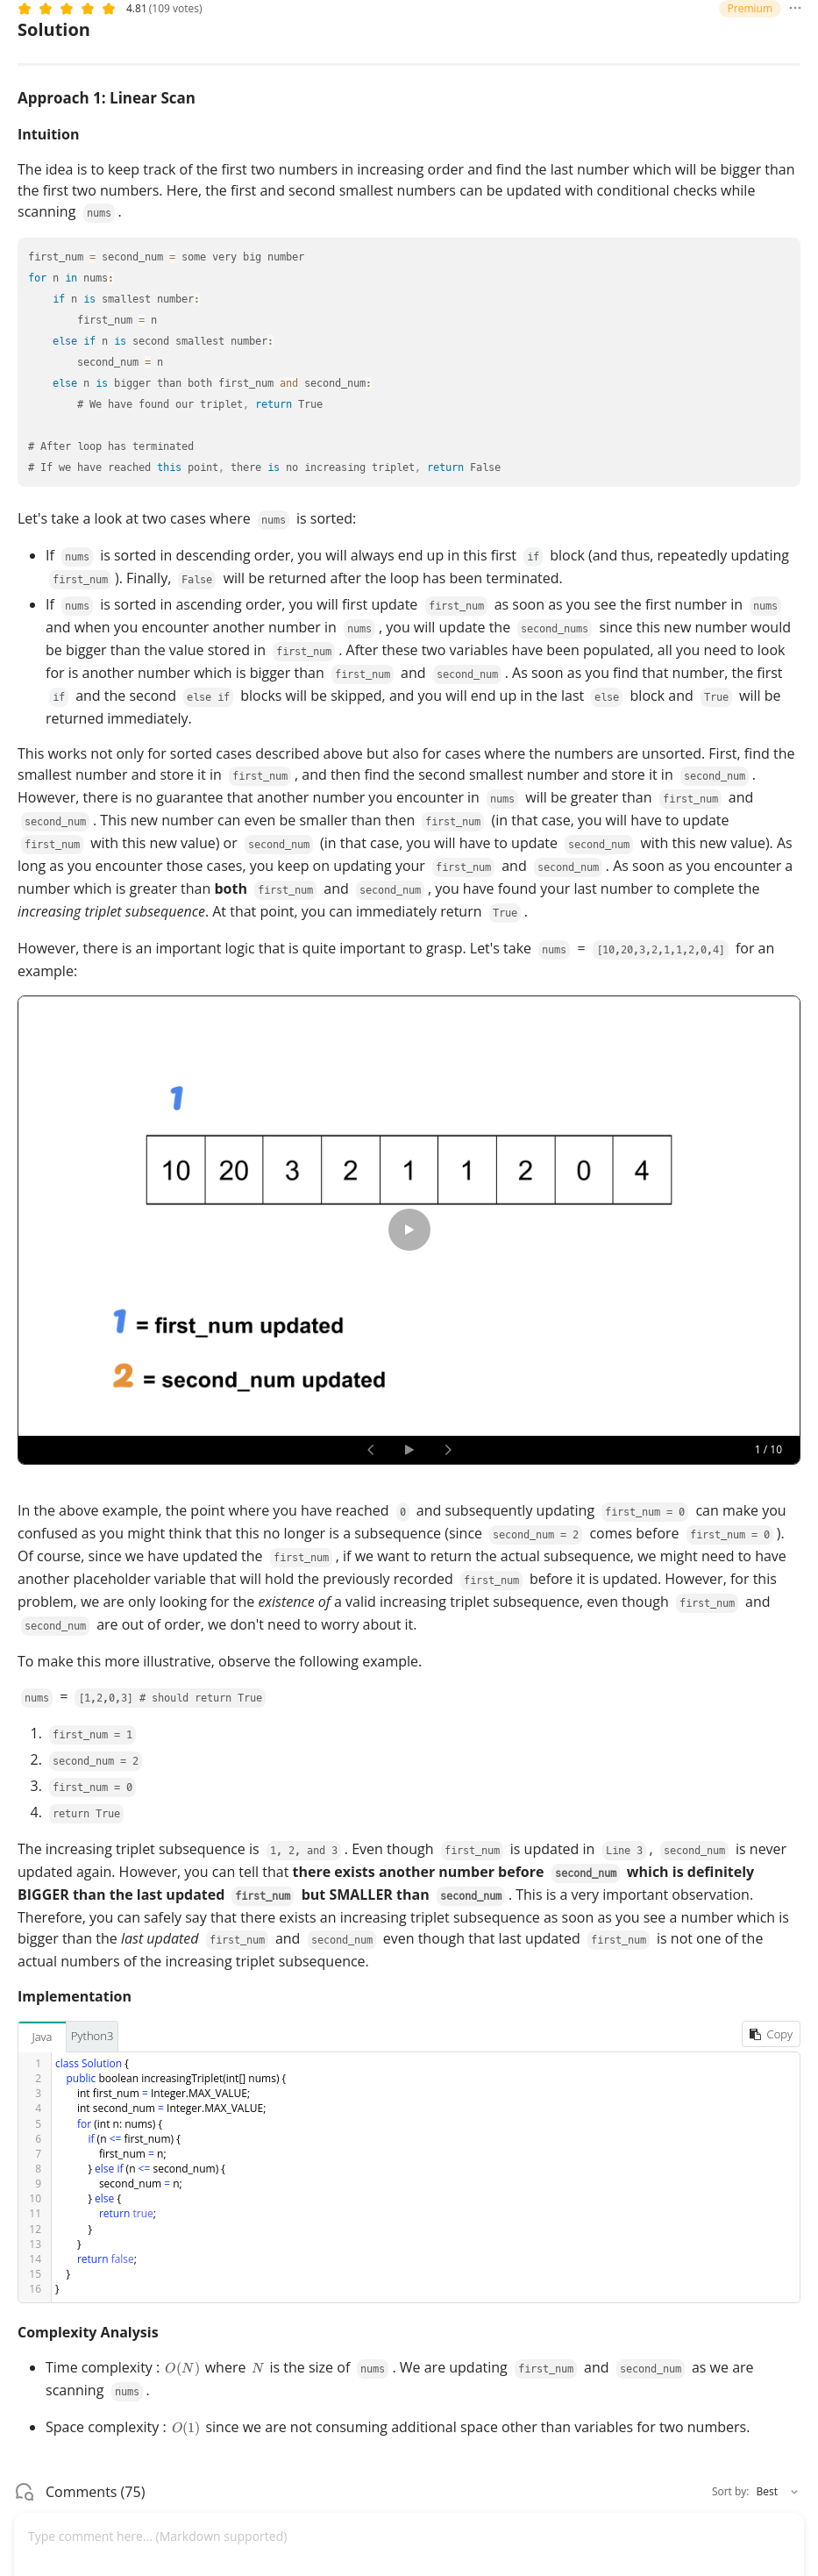 4.81 (109 votes)
Premium
Solution
Approach 1: Linear Scan
Intuition
The idea is to keep track of the first two numbers in increasing order and find the last number which will be bigger than
the first two numbers. Here, the first and second smallest numbers can be updated with conditional checks while
scanning nums .
first_num = second_num = some very big number
for n in nums:
    if n is smallest number:
        first_num = n
    else if n is second smallest number:
        second_num = n
    else n is bigger than both first_num and second_num:
        # We have found our triplet, return True
# After loop has terminated
# If we have reached this point, there is no increasing triplet, return False
Let's take a look at two cases where nums is sorted:
• If nums is sorted in descending order, you will always end up in this first if block (and thus, repeatedly updating
first_num ). Finally, False will be returned after the loop has been terminated.
• If nums is sorted in ascending order, you will first update first_num as soon as you see the first number in nums
and when you encounter another number in nums , you will update the second_nums since this new number would
be bigger than the value stored in first_num . After these two variables have been populated, all you need to look
for is another number which is bigger than first_num and second_num . As soon as you find that number, the first
if and the second else if blocks will be skipped, and you will end up in the last else block and True will be
returned immediately.
This works not only for sorted cases described above but also for cases where the numbers are unsorted. First, find the
smallest number and store it in first_num , and then find the second smallest number and store it in second_num .
However, there is no guarantee that another number you encounter in nums will be greater than first_num and
second_num . This new number can even be smaller than then first_num (in that case, you will have to update
first_num with this new value) or second_num (in that case, you will have to update second_num with this new value). As
long as you encounter those cases, you keep on updating your first_num and second_num . As soon as you encounter a
number which is greater than both first_num and second_num , you have found your last number to complete the
increasing triplet subsequence. At that point, you can immediately return True .
However, there is an important logic that is quite important to grasp. Let's take nums = [10,20,3,2,1,1,2,0,4] for an
example:
1
10 20 3 2 1 1 2 0 4
1 = first_num updated
2 = second_num updated
1 / 10
In the above example, the point where you have reached 0 and subsequently updating first_num = 0 can make you
confused as you might think that this no longer is a subsequence (since second_num = 2 comes before first_num = 0 ).
Of course, since we have updated the first_num , if we want to return the actual subsequence, we might need to have
another placeholder variable that will hold the previously recorded first_num before it is updated. However, for this
problem, we are only looking for the existence of a valid increasing triplet subsequence, even though first_num and
second_num are out of order, we don't need to worry about it.
To make this more illustrative, observe the following example.
nums = [1,2,0,3] # should return True
1. first_num = 1
2. second_num = 2
3. first_num = 0
4. return True
The increasing triplet subsequence is 1, 2, and 3 . Even though first_num is updated in Line 3 , second_num is never
updated again. However, you can tell that there exists another number before second_num which is definitely
BIGGER than the last updated first_num but SMALLER than second_num . This is a very important observation.
Therefore, you can safely say that there exists an increasing triplet subsequence as soon as you see a number which is
bigger than the last updated first_num and second_num even though that last updated first_num is not one of the
actual numbers of the increasing triplet subsequence.
Implementation
Java Python3 Copy
1 class Solution {
2     public boolean increasingTriplet(int[] nums) {
3         int first_num = Integer.MAX_VALUE;
4         int second_num = Integer.MAX_VALUE;
5         for (int n: nums) {
6             if (n <= first_num) {
7                 first_num = n;
8             } else if (n <= second_num) {
9                 second_num = n;
10             } else {
11                 return true;
12             }
13         }
14         return false;
15     }
16 }
Complexity Analysis
• Time complexity : O(N) where N is the size of nums . We are updating first_num and second_num as we are
scanning nums .
• Space complexity : O(1) since we are not consuming additional space other than variables for two numbers.
Comments (75)
Sort by: Best
Type comment here... (Markdown supported)